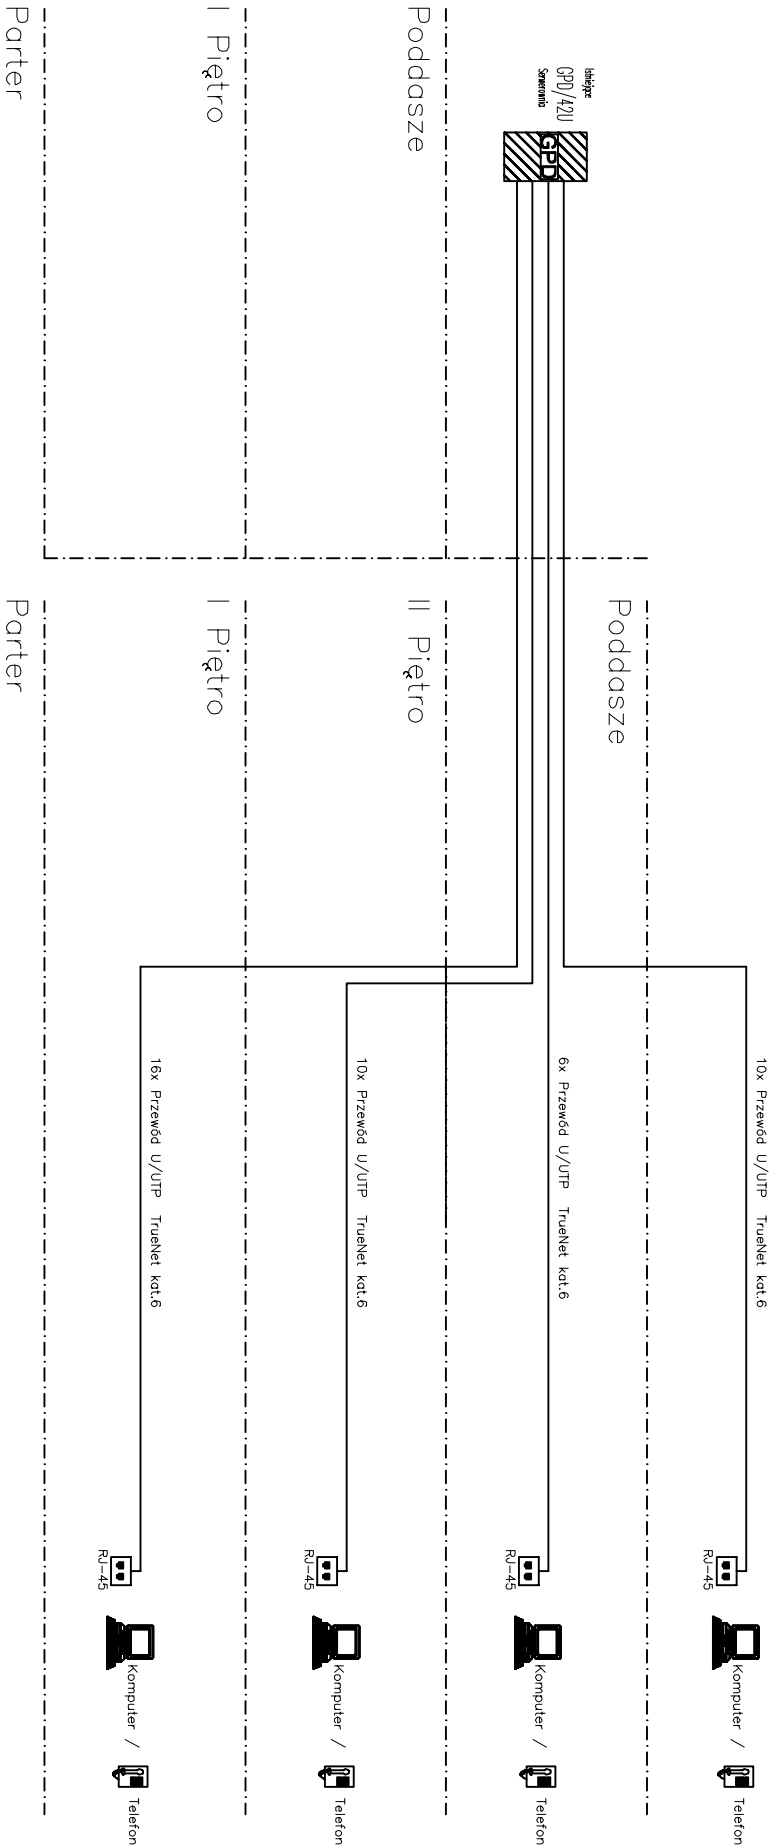 10x Przewód U/UTP TrueNet kat.6
Komputer /
Telefon
RJ-45
Poddasze
Istniejące
GPD/42U
Serwerownia
GPD
6x Przewód U/UTP TrueNet kat.6
Komputer /
Telefon
RJ-45
Poddasze
II Piętro
10x Przewód U/UTP TrueNet kat.6
Komputer /
Telefon
RJ-45
I Piętro
I Piętro
16x Przewód U/UTP TrueNet kat.6
Komputer /
Telefon
RJ-45
Parter
Parter